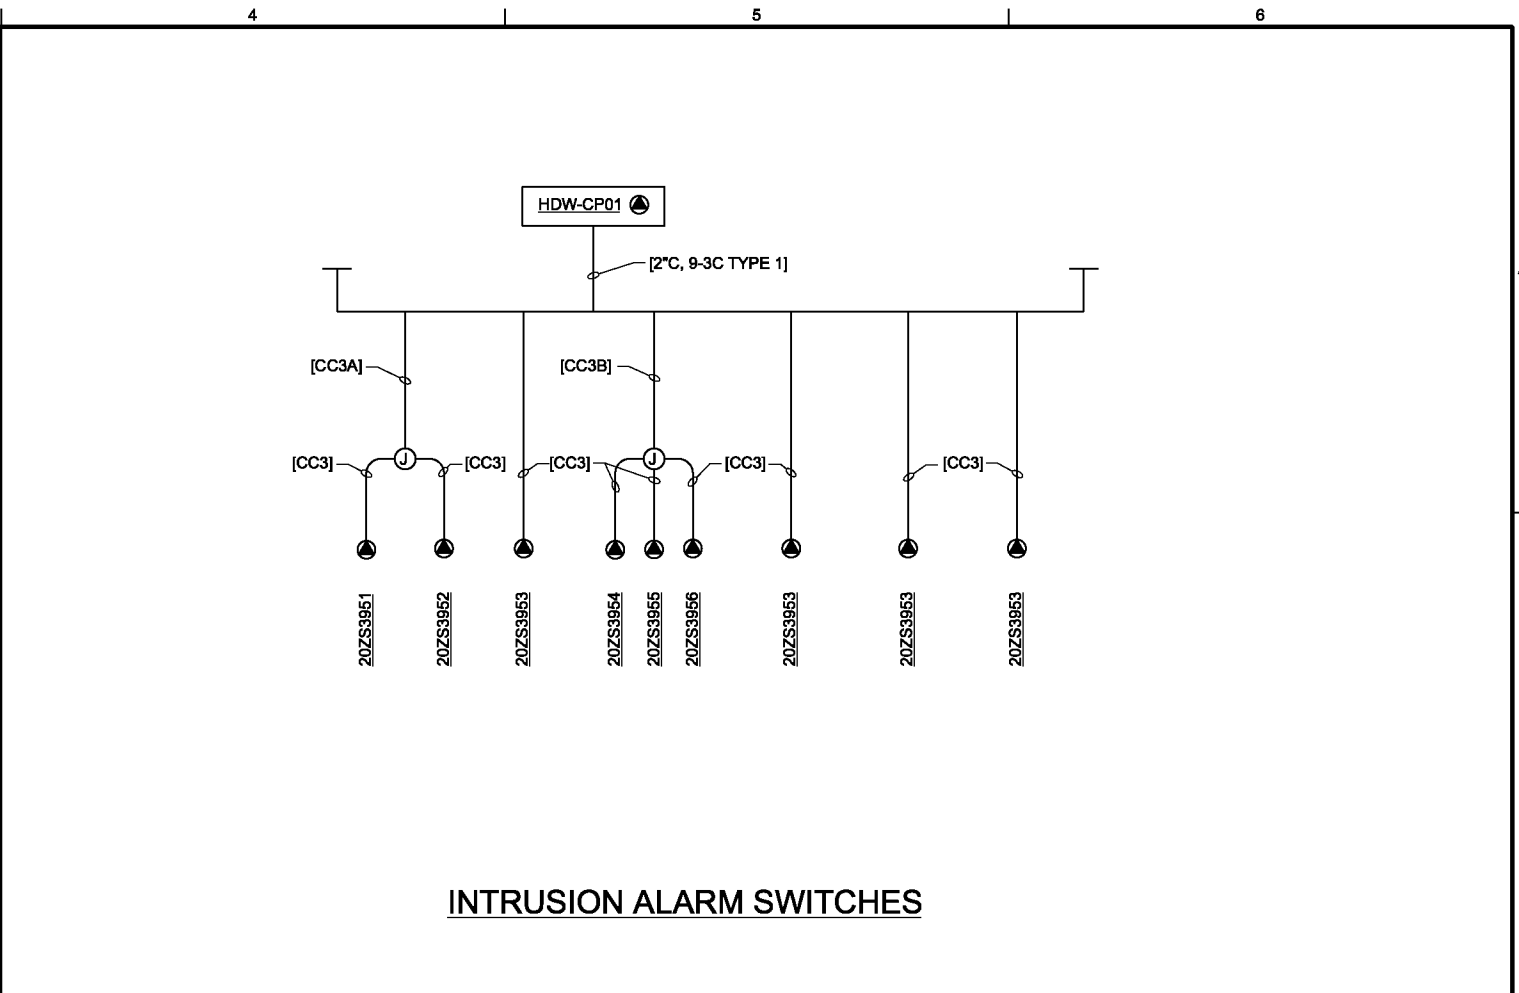 4 5 6
HDW-CP01
[2"C, 9-3C TYPE 1]
[CC3A] [CC3B]
J J
[CC3] [CC3] [CC3] [CC3] [CC3]
20ZS3951
20ZS3952
20ZS3953
20ZS3954
20ZS3955
20ZS3956
20ZS3953
20ZS3953
20ZS3953
INTRUSION ALARM SWITCHES